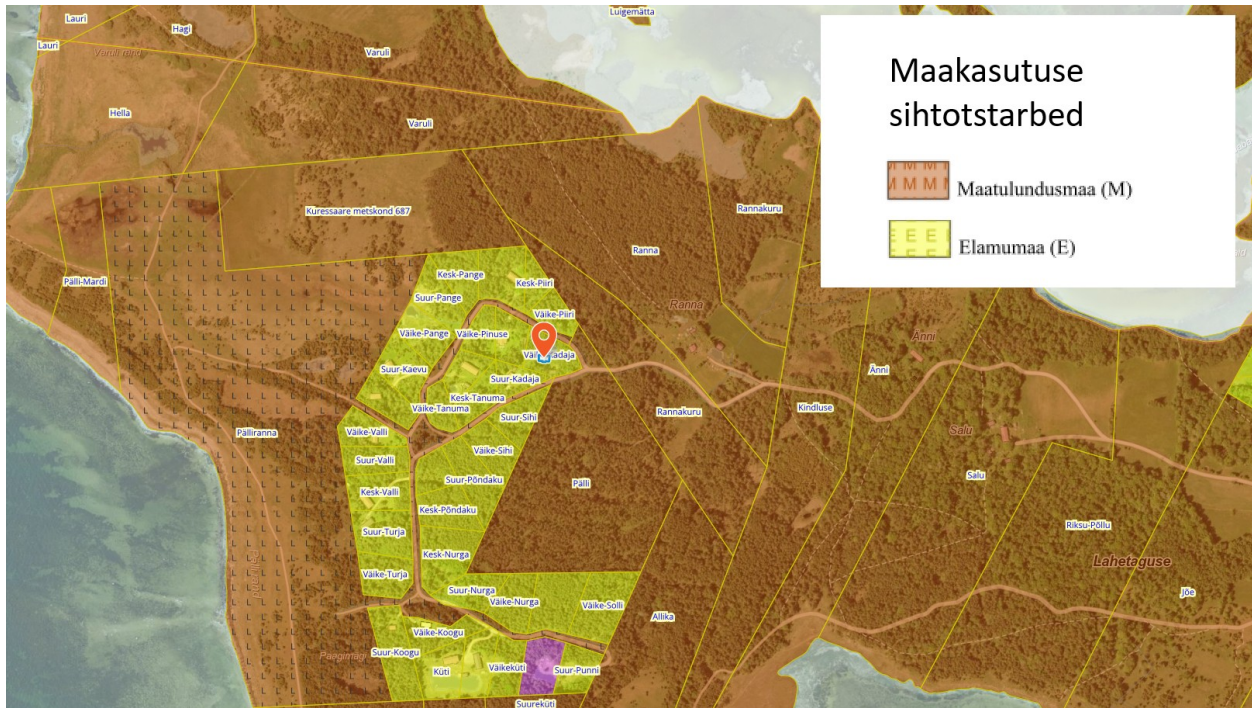 Lauri
Hagi
Luigemätta
Lauri
Varuli
Hella
Varuli
Maakasutuse
sihtotstarbed
M M M
M M M M
Maatulundusmaa (M)
E E E
E E E
Elamumaa (E)
Kuressaare metskond 687
Rannakuru
Ranna
Pälli-Mardi
Kesk-Pange
Kesk-Piiri
Suur-Pange
Ranna
Väike-Piiri
Väike-Pange
Väike-Pinuse
Anni
Suur-Kaevu
Suur-Kadaja
Anni
Kesk-Tanuma
Väike-Tanuma
Rannakuru
Kindluse
Suur-Sihi
Pälliranna
Väike-Valli
Salu
Väike-Sihi
Suur-Valli
Suur-Põndaku
Pälli
Salu
Kesk-Valli
Kesk-Põndaku
Suur-Turja
Riksu-Põllu
Kesk-Nurga
Lahetaguse
Väike-Turja
Suur-Nurga
Väike-Nurga
Väike-Solli
Jõe
Allika
Väike-Koogu
Suur-Koogu
Küti
Väikeküti
Suur-Punni
Suureküti